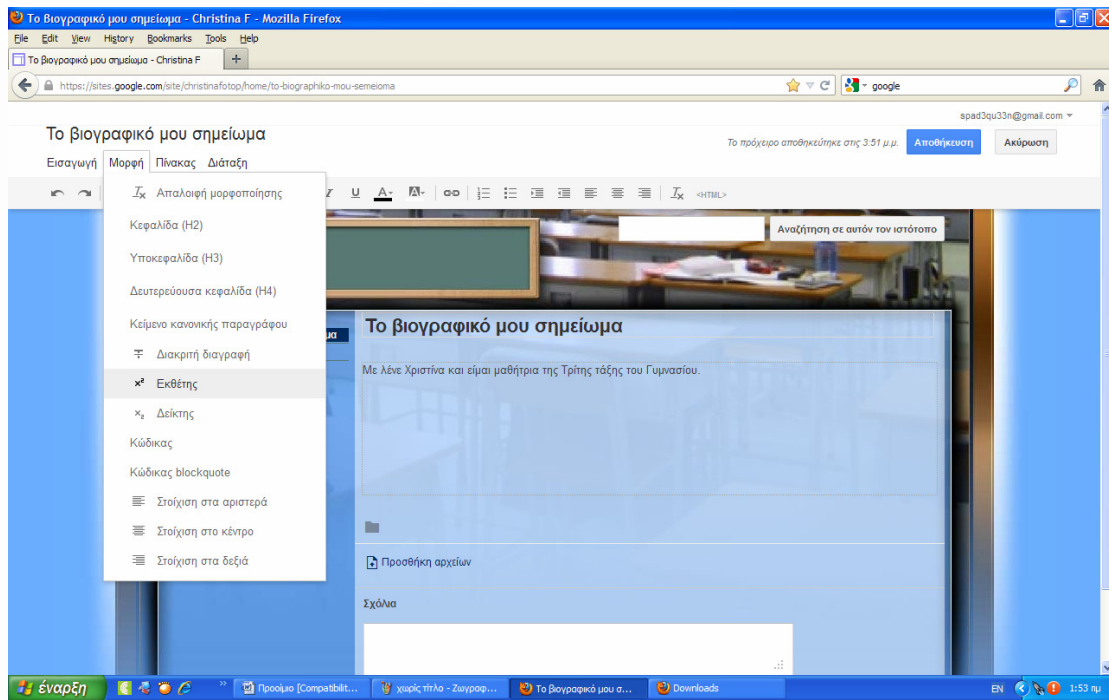 Το Βιογραφικό μου σημείωμα - Christina F - Mozilla Firefox
File Edit View History Bookmarks Tools Help
Το Βιογραφικό μου σημείωμα - Christina F
https://sites.google.com/site/christinafotop/home/to-biographiko-mou-semeioma google
spad3qu33n@gmail.com
Το βιογραφικό μου σημείωμα
Το πρόχειρο αποθηκεύτηκε στις 3:51 μ.μ. Αποθήκευση Ακύρωση
Εισαγωγή Μορφή Πίνακας Διάταξη
Απαλοιφή μορφοποίησης
<HTML>
Κεφαλίδα (H2)
Αναζήτηση σε αυτόν τον ιστότοπο
Υποκεφαλίδα (H3)
Δευτερεύουσα κεφαλίδα (H4)
Κείμενο κανονικής παραγράφου
μα
Το βιογραφικό μου σημείωμα
Διακριτή διαγραφή
Με λένε Χριστίνα και είμαι μαθήτρια της Τρίτης τάξης του Γυμνασίου.
x² Εκθέτης
x₂ Δείκτης
Κώδικας
Κώδικας blockquote
Στοίχιση στα αριστερά
Στοίχιση στο κέντρο
Στοίχιση στα δεξιά
Προσθήκη αρχείων
Σχόλια
έναρξη Προοίμιο [Compatibilit... χωρίς τίτλο - Ζωγραφ... Το Βιογραφικό μου σ... Downloads EN 1:53 πμ